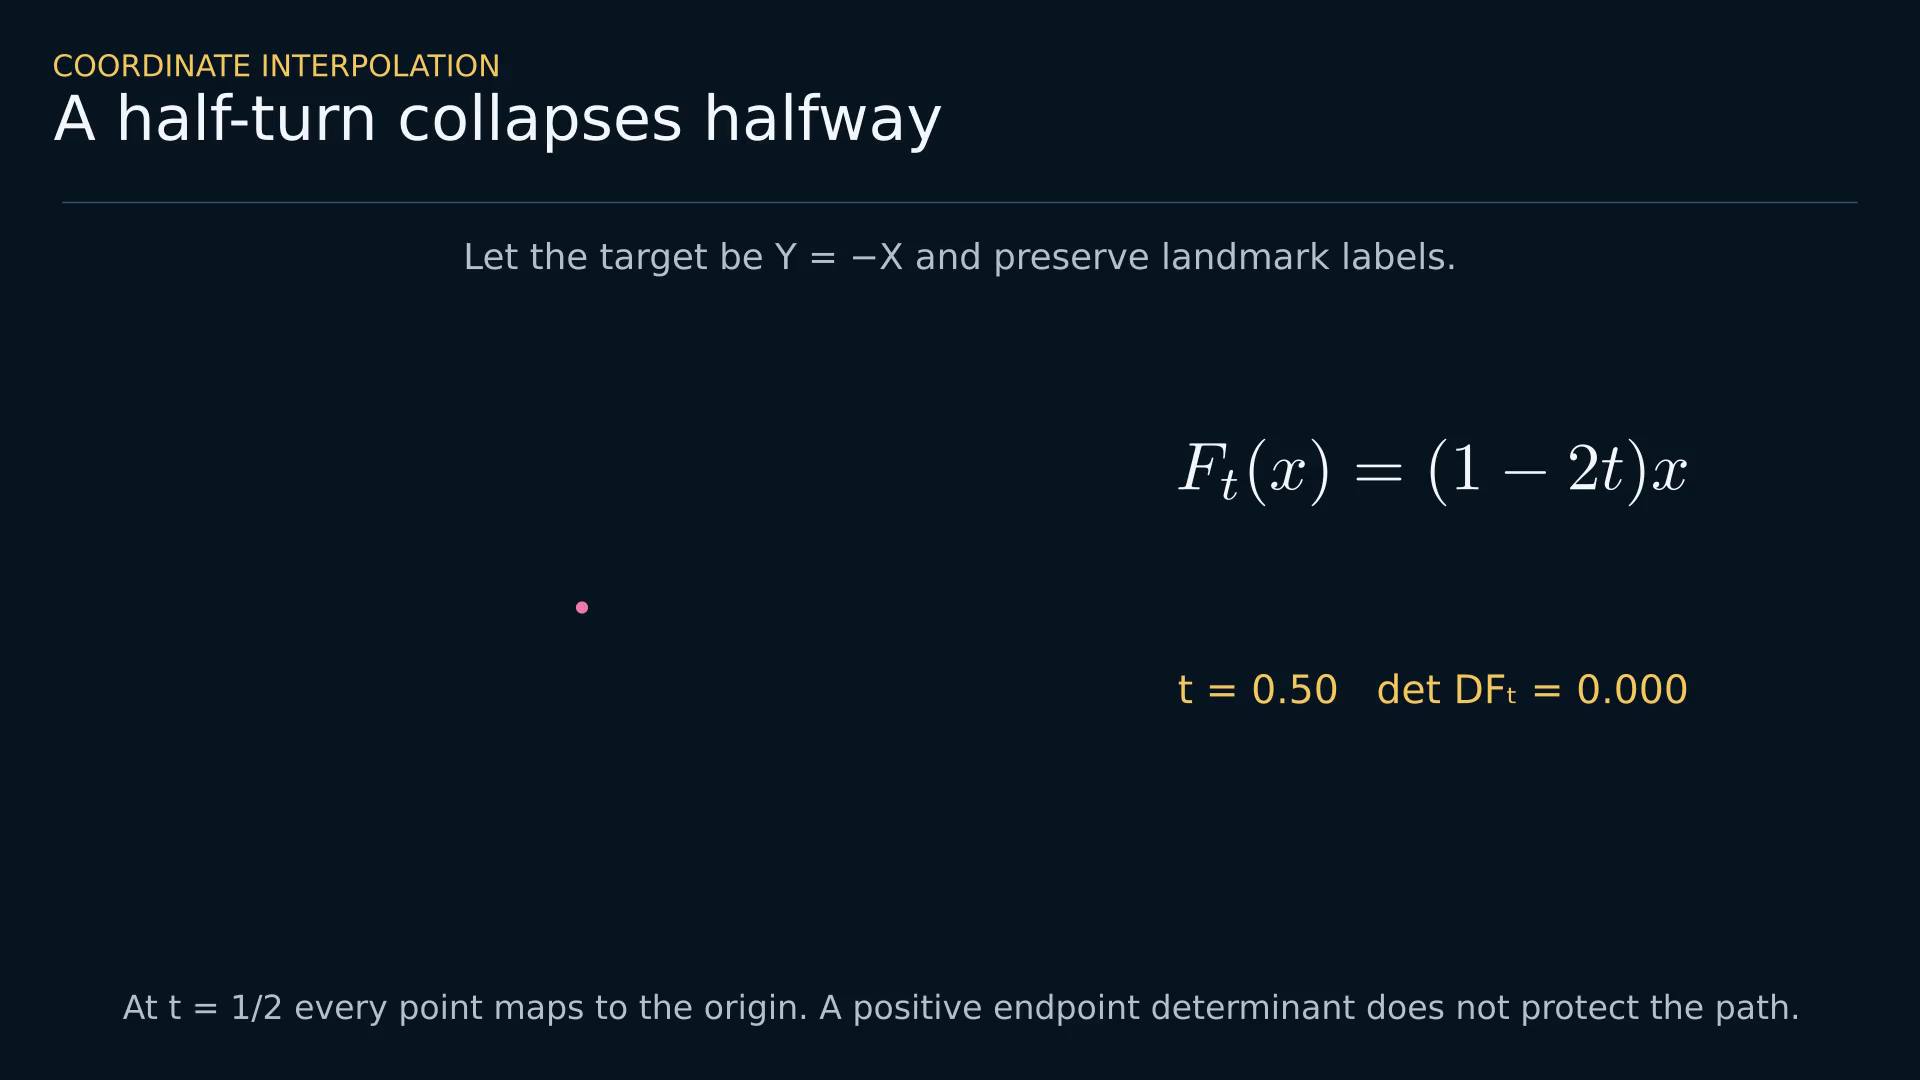 COORDINATE INTERPOLATION
A half-turn collapses halfway
Let the target be Y = −X and preserve landmark labels.
Fₜ(x) = (1 − 2t)x
t = 0.50   det DFₜ = 0.000
At t = 1/2 every point maps to the origin. A positive endpoint determinant does not protect the path.